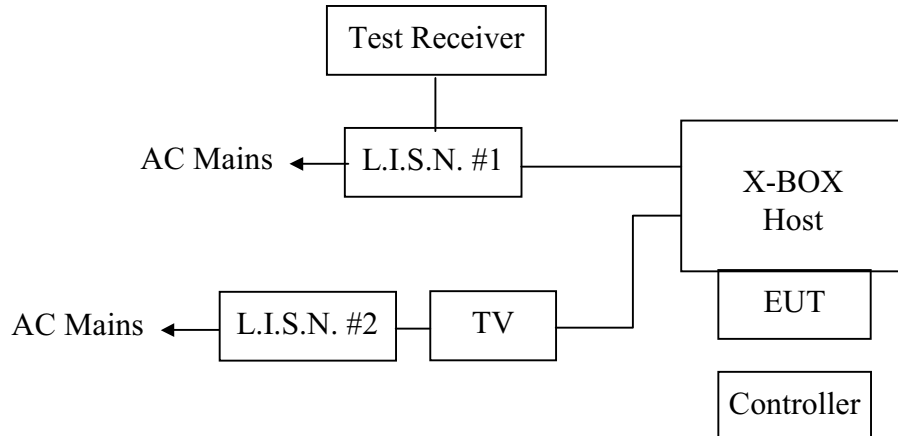 Test Receiver
AC Mains
L.I.S.N. #1
X-BOX
Host
EUT
AC Mains
L.I.S.N. #2
TV
Controller